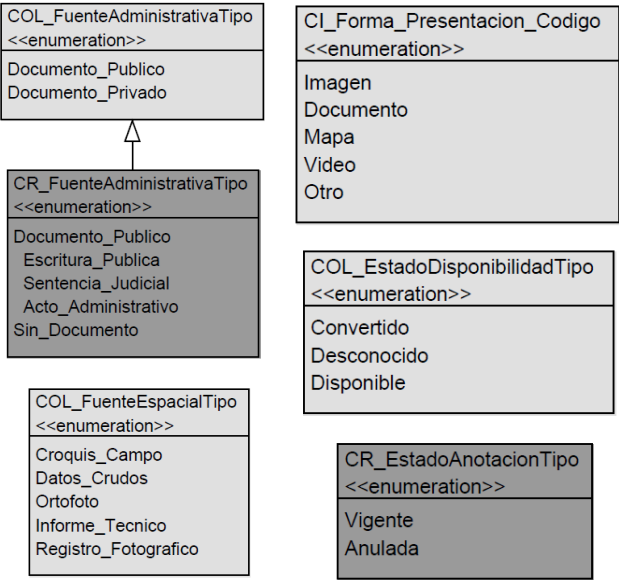 COL_FuenteAdministrativaTipo
<<enumeration>>
Documento_Publico
Documento_Privado
CR_FuenteAdministrativaTipo
<<enumeration>>
Documento_Publico
Escritura_Publica
Sentencia_Judicial
Acto_Administrativo
Sin_Documento
COL_FuenteEspacialTipo
<<enumeration>>
Croquis_Campo
Datos_Crudos
Ortofoto
Informe_Tecnico
Registro_Fotografico
CI_Forma_Presentacion_Codigo
<<enumeration>>
Imagen
Documento
Mapa
Video
Otro
COL_EstadoDisponibilidadTipo
<<enumeration>>
Convertido
Desconocido
Disponible
CR_EstadoAnotacionTipo
<<enumeration>>
Vigente
Anulada